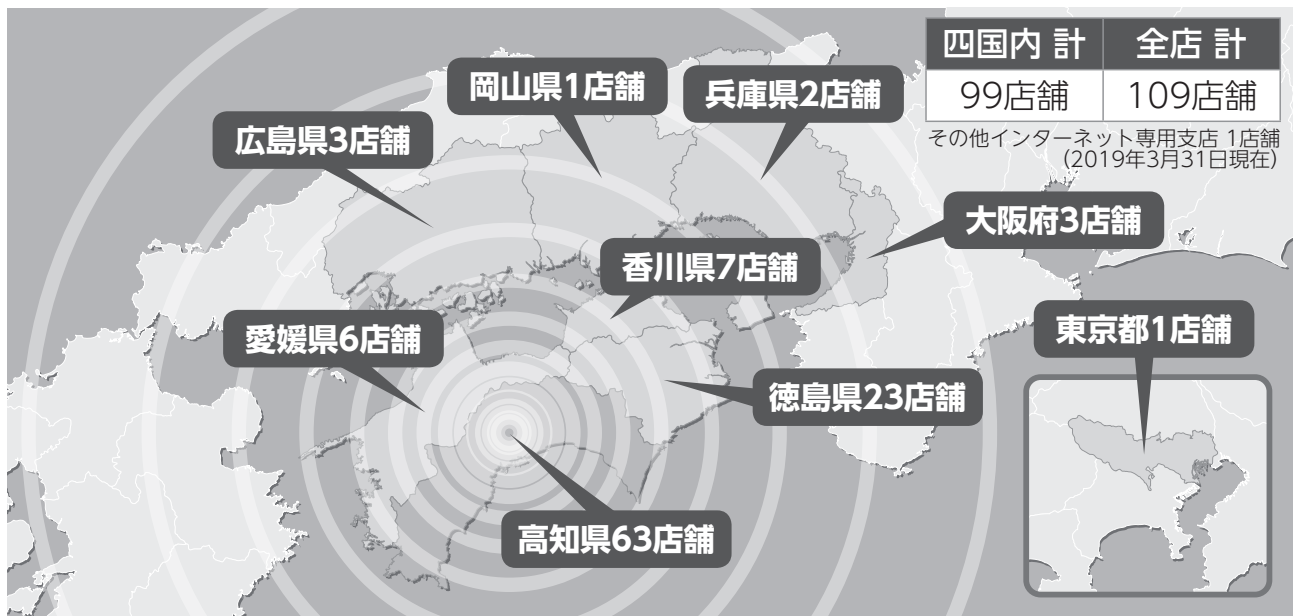 四国内 計 全店 計
99店舗 109店舗
その他インターネット専用支店 1店舗
(2019年3月31日現在)
岡山県1店舗
兵庫県2店舗
広島県3店舗
大阪府3店舗
香川県7店舗
愛媛県6店舗
東京都1店舗
徳島県23店舗
高知県63店舗